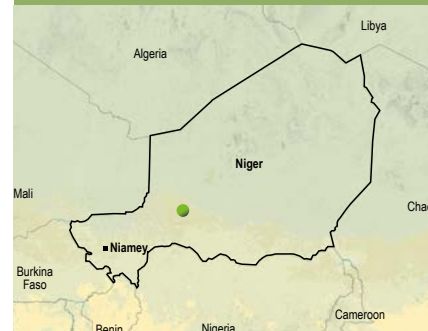 Libya
Algeria
Niger
Mali
Chad
Niamey
Burkina
Faso
Benin
Nigeria
Cameroon